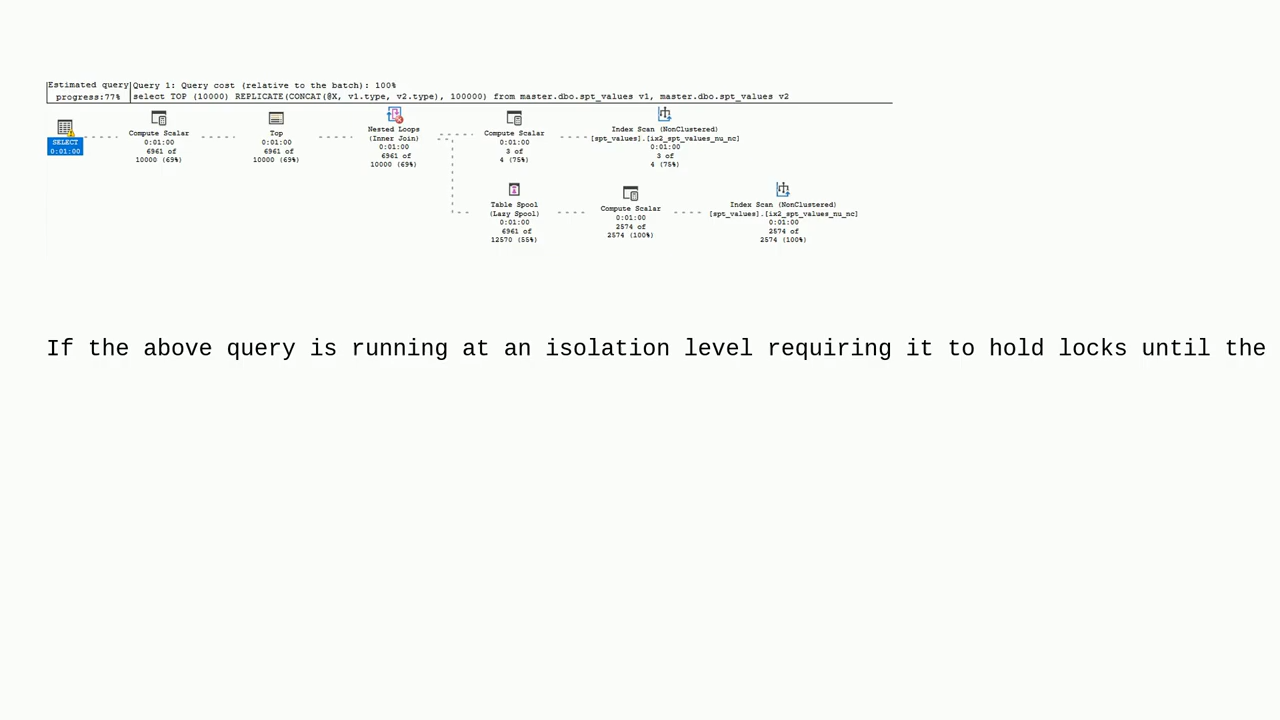 Estimated query Query 1: Query cost (relative to the batch): 100%
progress:77% select TOP (10000) REPLICATE(CONCAT(@X, v1.type, v2.type), 100000) from master.dbo.spt_values v1, master.dbo.spt_values v2
SELECT
0:01:00
Compute Scalar
0:01:00
6961 of
10000 (69%)
Top
0:01:00
6961 of
10000 (69%)
Nested Loops
(Inner Join)
0:01:00
6961 of
10000 (69%)
Compute Scalar
0:01:00
3 of
4 (75%)
Index Scan (NonClustered)
[spt_values].[ix2_spt_values_nu_nc]
0:01:00
3 of
4 (75%)
Table Spool
(Lazy Spool)
0:01:00
6961 of
12570 (55%)
Compute Scalar
0:01:00
2574 of
2574 (100%)
Index Scan (NonClustered)
[spt_values].[ix2_spt_values_nu_nc]
0:01:00
2574 of
2574 (100%)
If the above query is running at an isolation level requiring it to hold locks until the